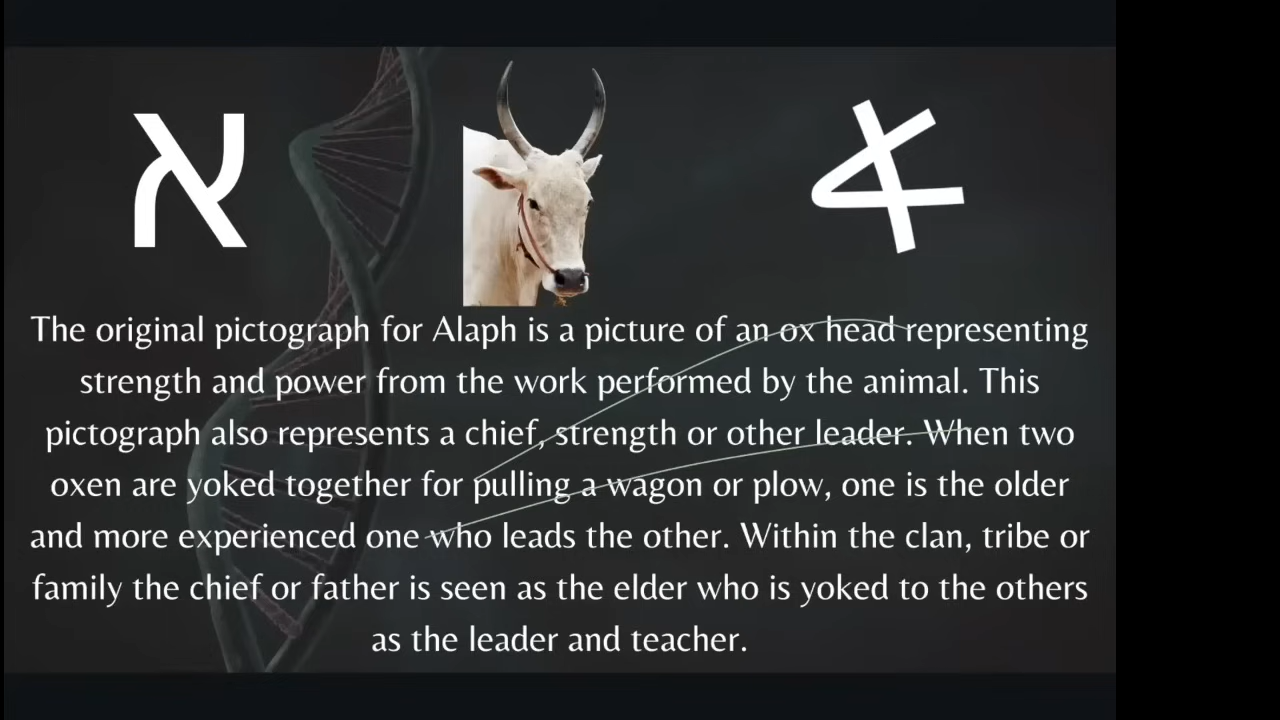 א 𐤀
The original pictograph for Alaph is a picture of an ox head representing
strength and power from the work performed by the animal. This
pictograph also represents a chief, strength or other leader. When two
oxen are yoked together for pulling a wagon or plow, one is the older
and more experienced one who leads the other. Within the clan, tribe or
family the chief or father is seen as the elder who is yoked to the others
as the leader and teacher.